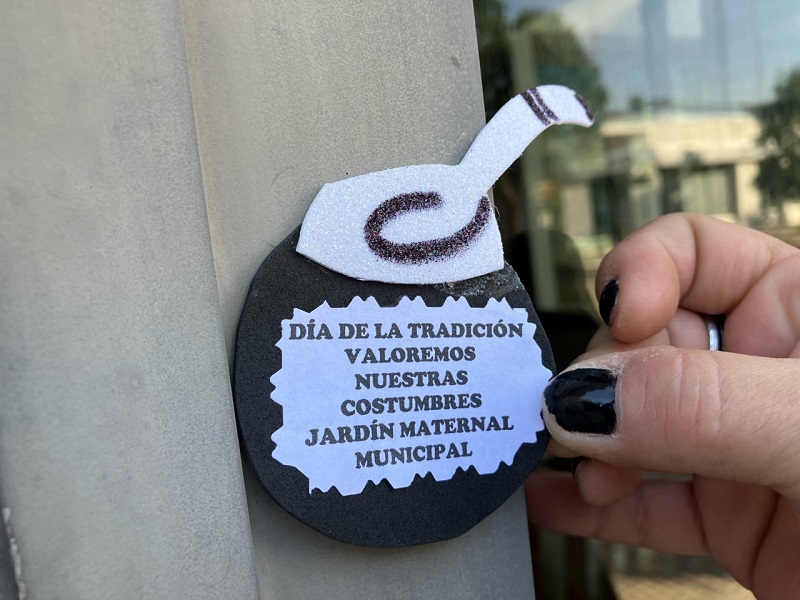 DÍA DE LA TRADICIÓN
VALOREMOS
NUESTRAS
COSTUMBRES
JARDÍN MATERNAL
MUNICIPAL